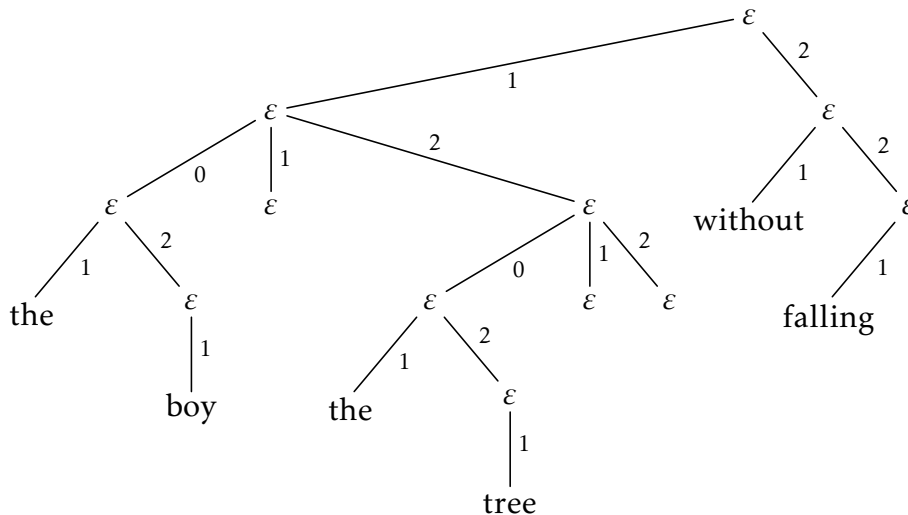 ε
2
1
ε ε
0 1 2 1 2
ε ε ε without ε
1 2 0 1 2 1
the ε ε ε ε falling
1 1 2
boy the ε
1
tree